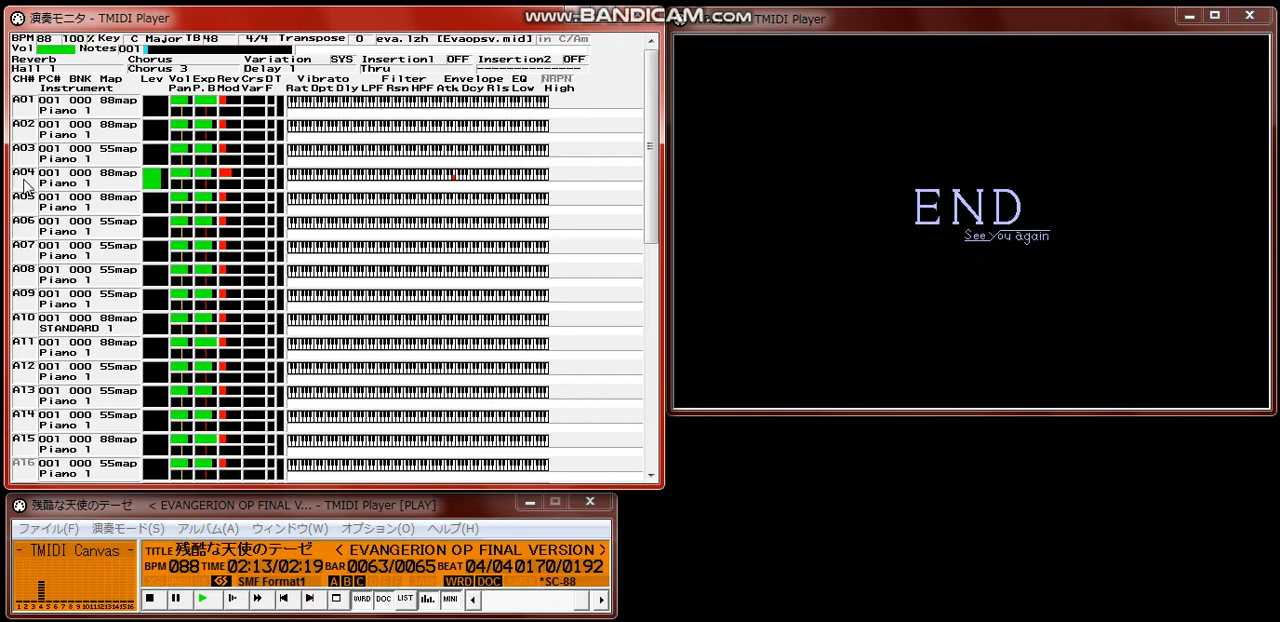 演奏モニタ - TMIDI Player
www.BANDICAM.com
TMIDI Player
BPM 88 100% Key C Major TB 48 4/4 Transpose 0 eva.lzh [Evaopsv.mid] in C/Am
Vol Notes 001
Reverb Chorus Variation SYS Insertion1 OFF Insertion2 OFF
Hall 1 Chorus 3 Delay 1 Thru
CH# PC# BNK Map Lev Vol Exp Rev Crs DT Vibrato Filter Envelope EQ NRPN
Instrument Pan P.B Mod Var F Rat Dpt Dly LPF Rsn HPF Atk Dcy Rls Low High
A01 001 000 88map
Piano 1
A02 001 000 88map
Piano 1
A03 001 000 55map
Piano 1
A04 001 000 88map
Piano 1
A05 001 000 88map
Piano 1
A06 001 000 55map
Piano 1
A07 001 000 55map
Piano 1
A08 001 000 55map
Piano 1
A09 001 000 55map
Piano 1
A10 001 000 88map
STANDARD 1
A11 001 000 88map
Piano 1
A12 001 000 55map
Piano 1
A13 001 000 55map
Piano 1
A14 001 000 55map
Piano 1
A15 001 000 88map
Piano 1
A16 001 000 55map
Piano 1
END
See You again
残酷な天使のテーゼ < EVANGERION OP FINAL V... - TMIDI Player [PLAY]
ファイル(F) 演奏モード(S) アルバム(A) ウィンドウ(W) オプション(O) ヘルプ(H)
- TMIDI Canvas -
TITLE 残酷な天使のテーゼ < EVANGERION OP FINAL VERSION >
BPM 088 TIME 02:13/02:19 BAR 0063/0065 BEAT 04/04 0170/0192
SMF Format1 A B C WRD DOC *SC-88
1 2 3 4 5 6 7 8 9 10 11 12 13 14 15 16
WRD DOC LIST MINI